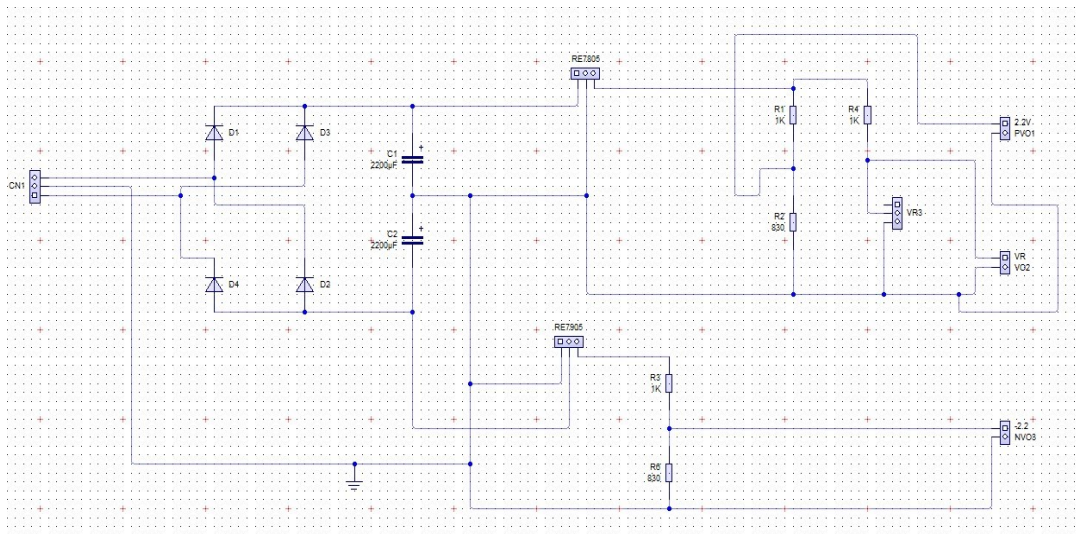 RE7805
R1
1K
R4
1K
2.2V
PVO1
D1
D3
C1
2200µF
CN1
VR3
R2
830
C2
2200µF
VR
VO2
D4
D2
RE7905
R3
1K
-2.2
NVO3
R6
830